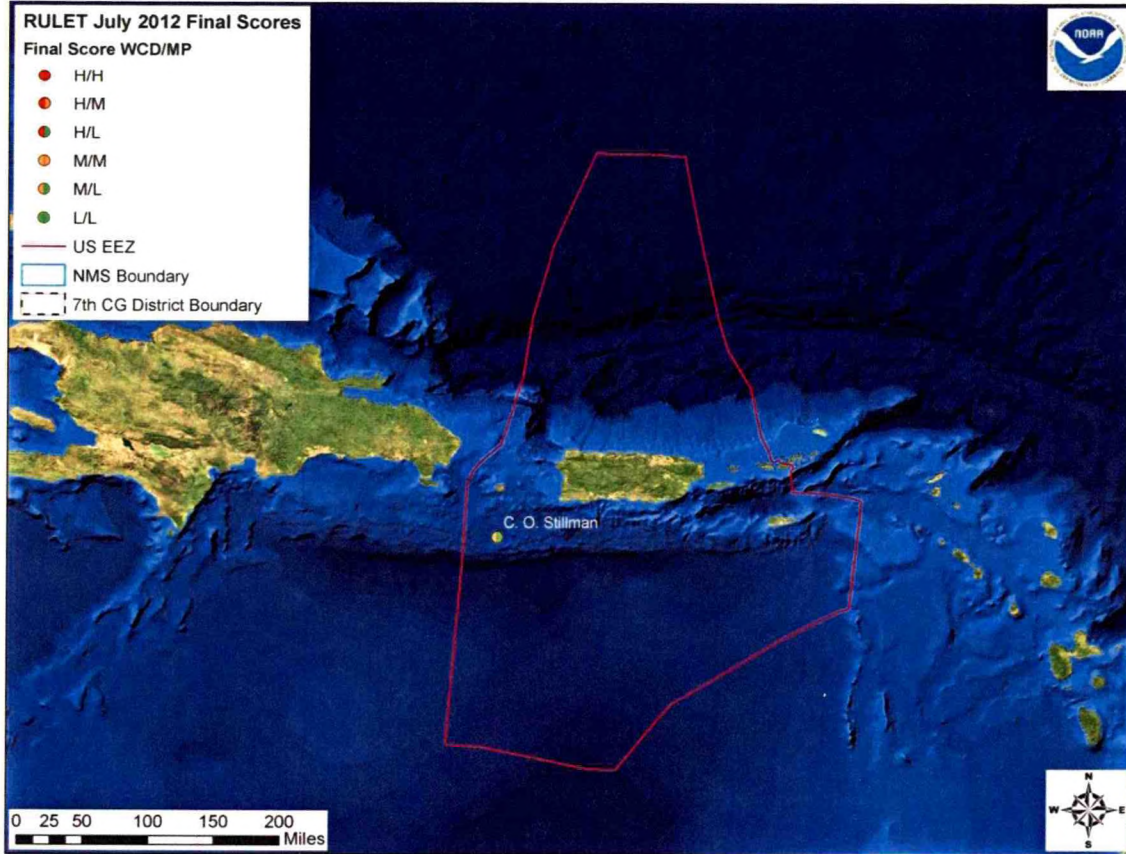 RULET July 2012 Final Scores
Final Score WCD/MP
H/H
H/M
H/L
M/M
M/L
L/L
US EEZ
NMS Boundary
7th CG District Boundary
NOAA
C. O. Stillman
N
W E
S
0 25 50 100 150 200
Miles